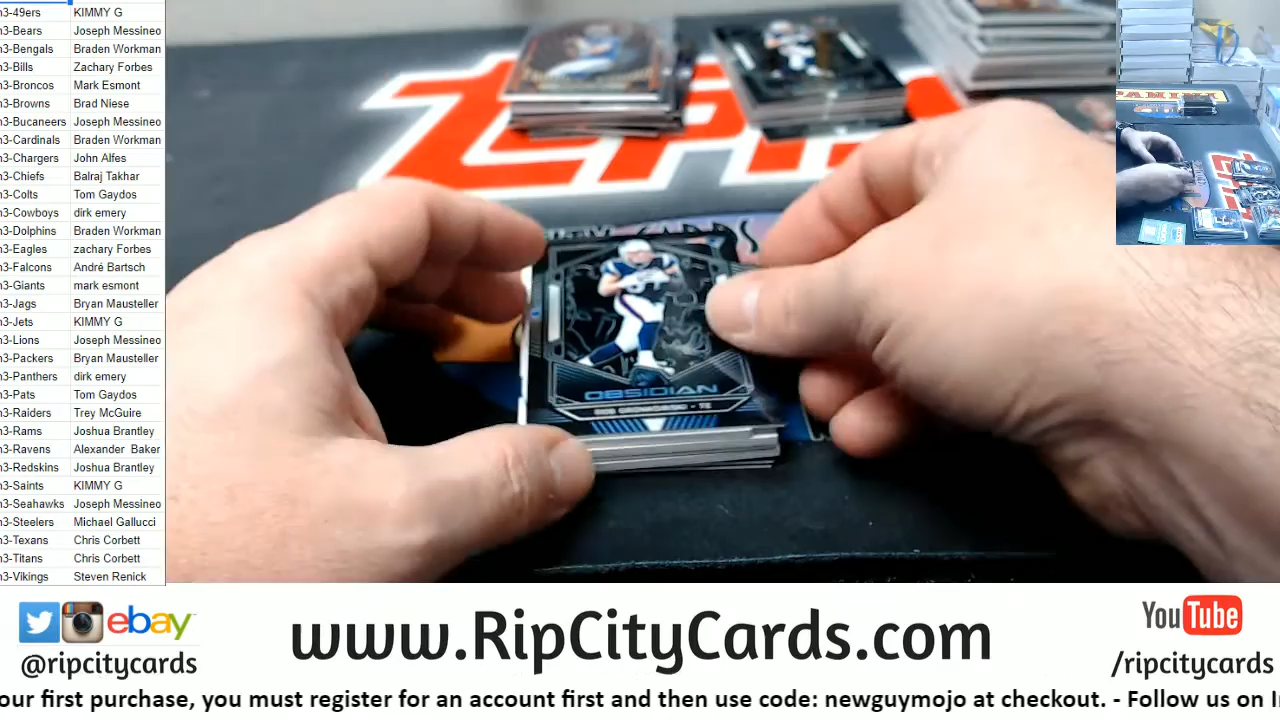 n3-49ers KIMMY G
n3-Bears Joseph Messineo
n3-Bengals Braden Workman
n3-Bills Zachary Forbes
n3-Broncos Mark Esmont
n3-Browns Brad Niese
n3-Bucaneers Joseph Messineo
n3-Cardinals Braden Workman
n3-Chargers John Alfes
n3-Chiefs Balraj Takhar
n3-Colts Tom Gaydos
n3-Cowboys dirk emery
n3-Dolphins Braden Workman
n3-Eagles zachary Forbes
n3-Falcons André Bartsch
n3-Giants mark esmont
n3-Jags Bryan Mausteller
n3-Jets KIMMY G
n3-Lions Joseph Messineo
n3-Packers Bryan Mausteller
n3-Panthers dirk emery
n3-Pats Tom Gaydos
n3-Raiders Trey McGuire
n3-Rams Joshua Brantley
n3-Ravens Alexander Baker
n3-Redskins Joshua Brantley
n3-Saints KIMMY G
n3-Seahawks Joseph Messineo
n3-Steelers Michael Gallucci
n3-Texans Chris Corbett
n3-Titans Chris Corbett
n3-Vikings Steven Renick
OBSIDIAN
ROB GRONKOWSKI - TE
PANINI
ebay
@ripcitycards
www.RipCityCards.com
YouTube
/ripcitycards
our first purchase, you must register for an account first and then use code: newguymojo at checkout. - Follow us on I